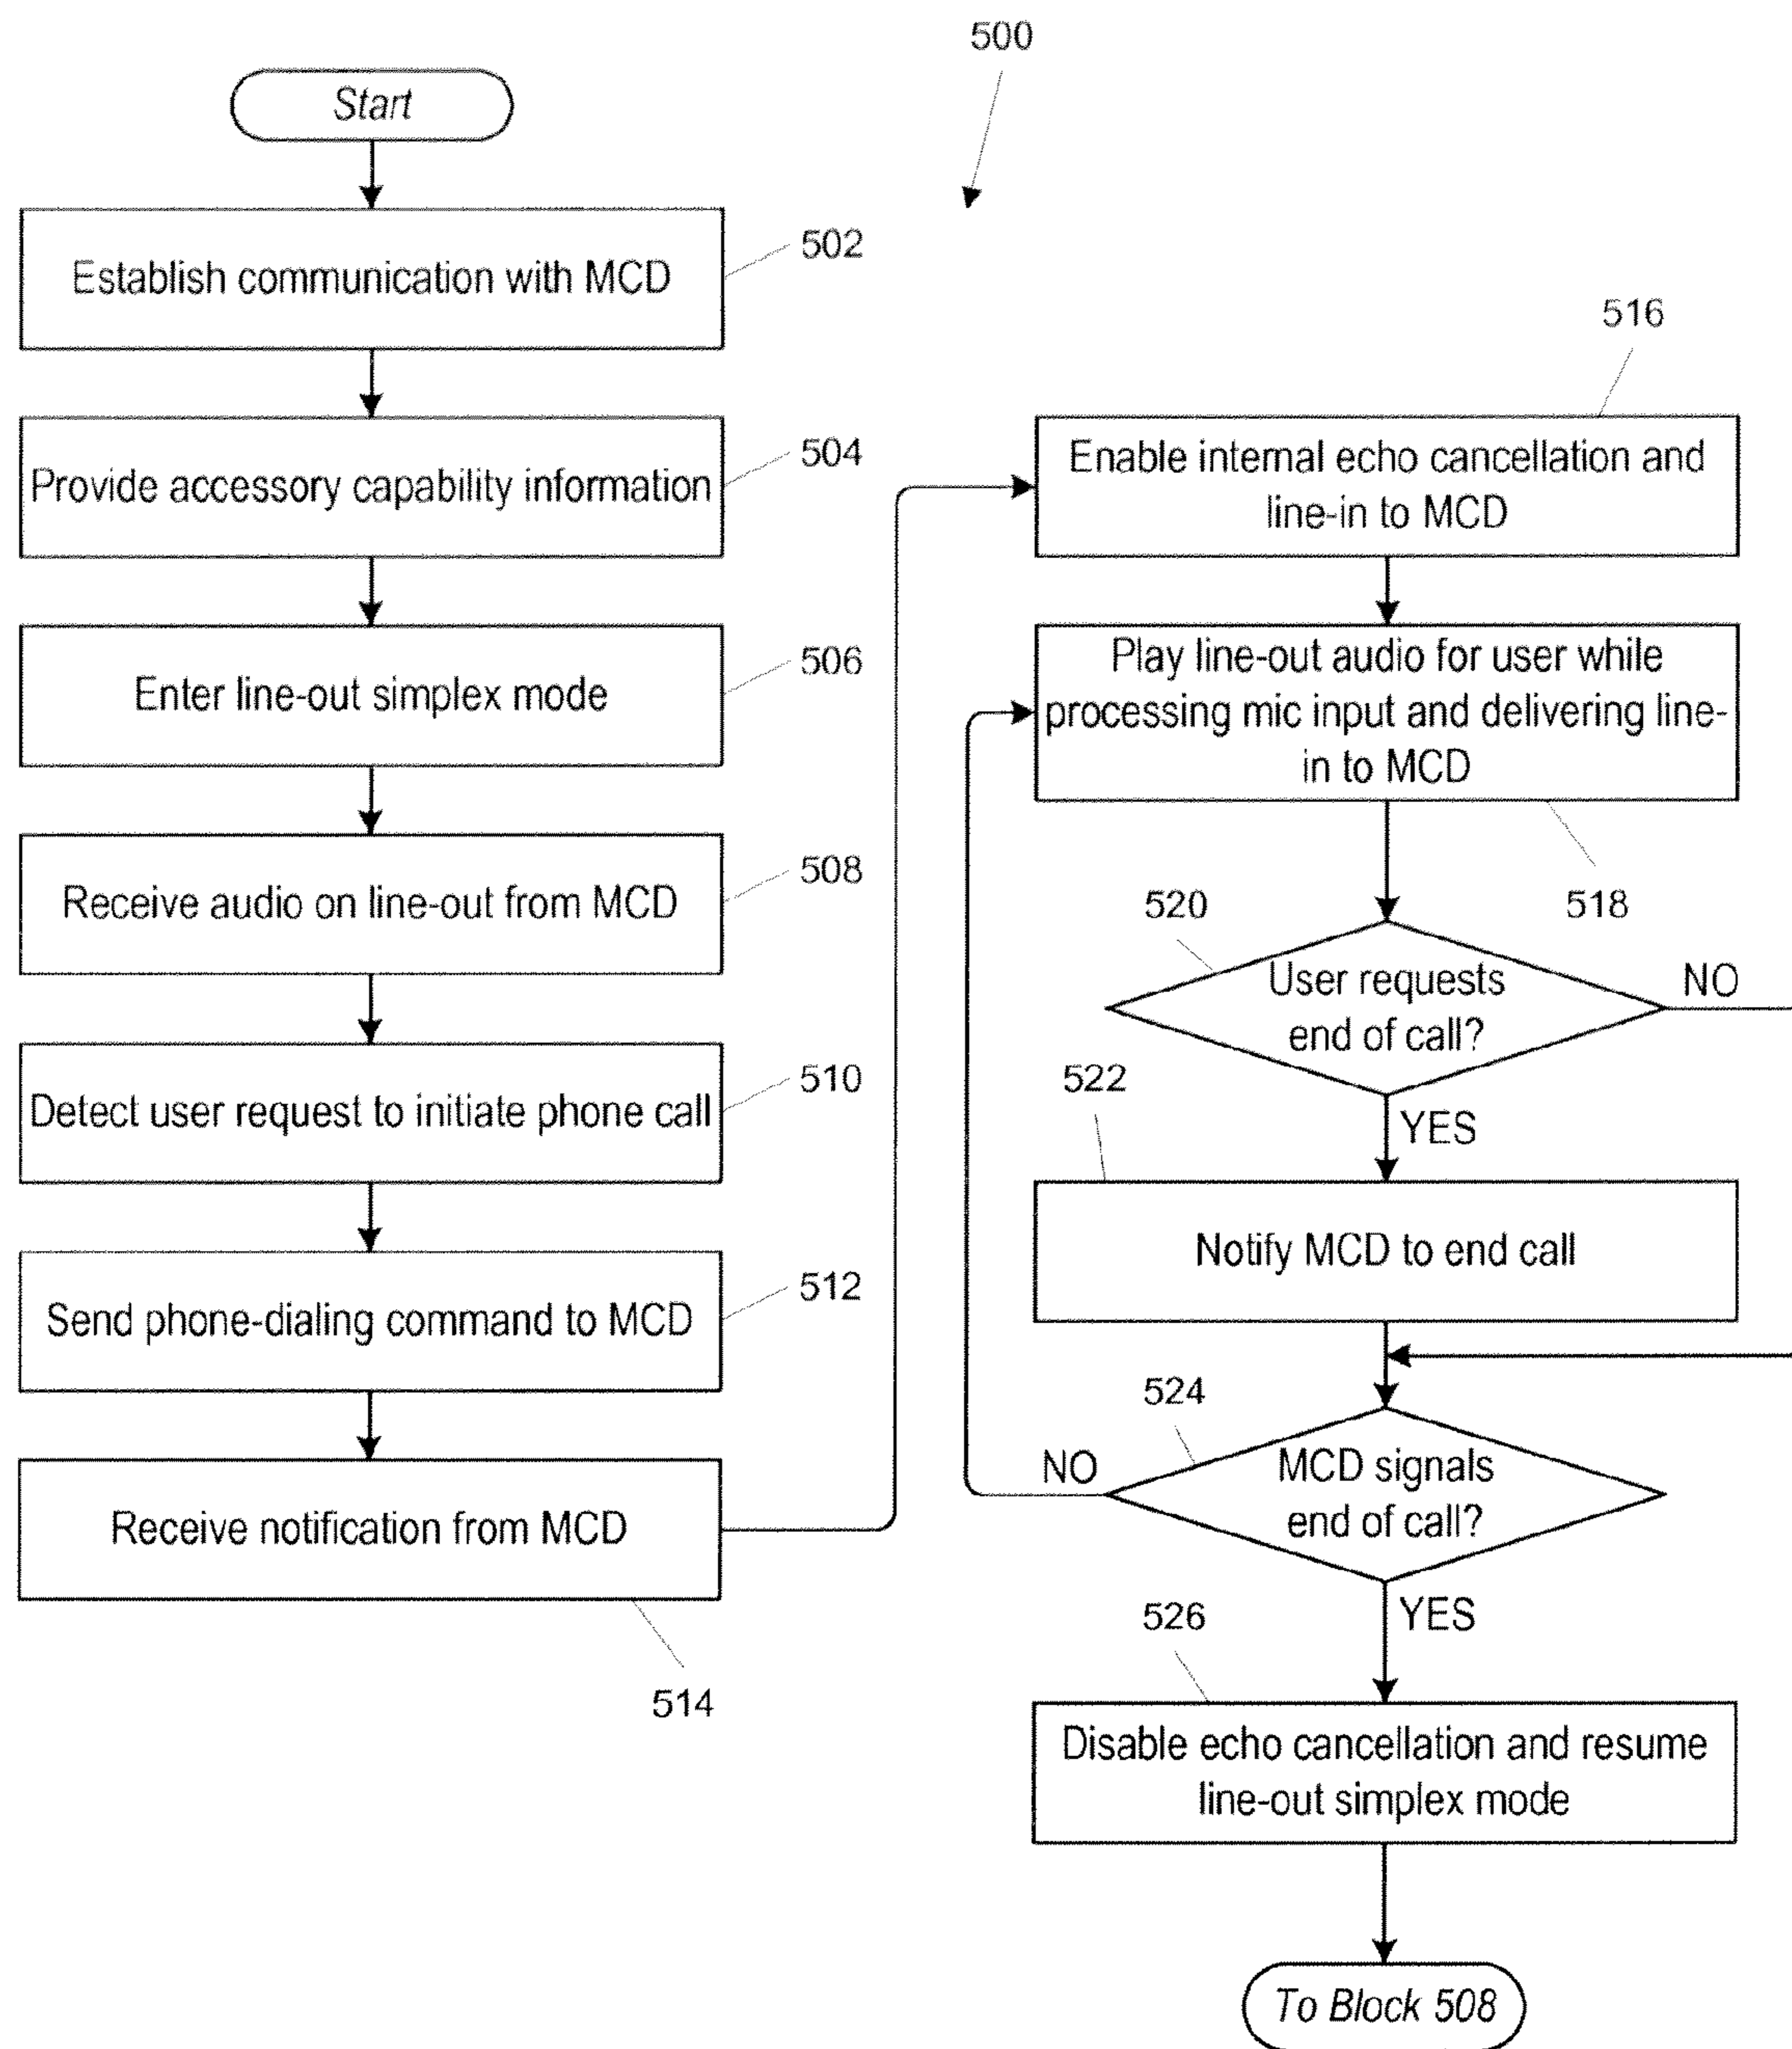 500
Start
Establish communication with MCD
502
Provide accessory capability information
504
Enter line-out simplex mode
506
Receive audio on line-out from MCD
508
Detect user request to initiate phone call
510
Send phone-dialing command to MCD
512
Receive notification from MCD
514
516
Enable internal echo cancellation and
line-in to MCD
Play line-out audio for user while
processing mic input and delivering line-
in to MCD
518
520
User requests
end of call?
NO
YES
522
Notify MCD to end call
524
MCD signals
end of call?
NO
YES
526
Disable echo cancellation and resume
line-out simplex mode
To Block 508